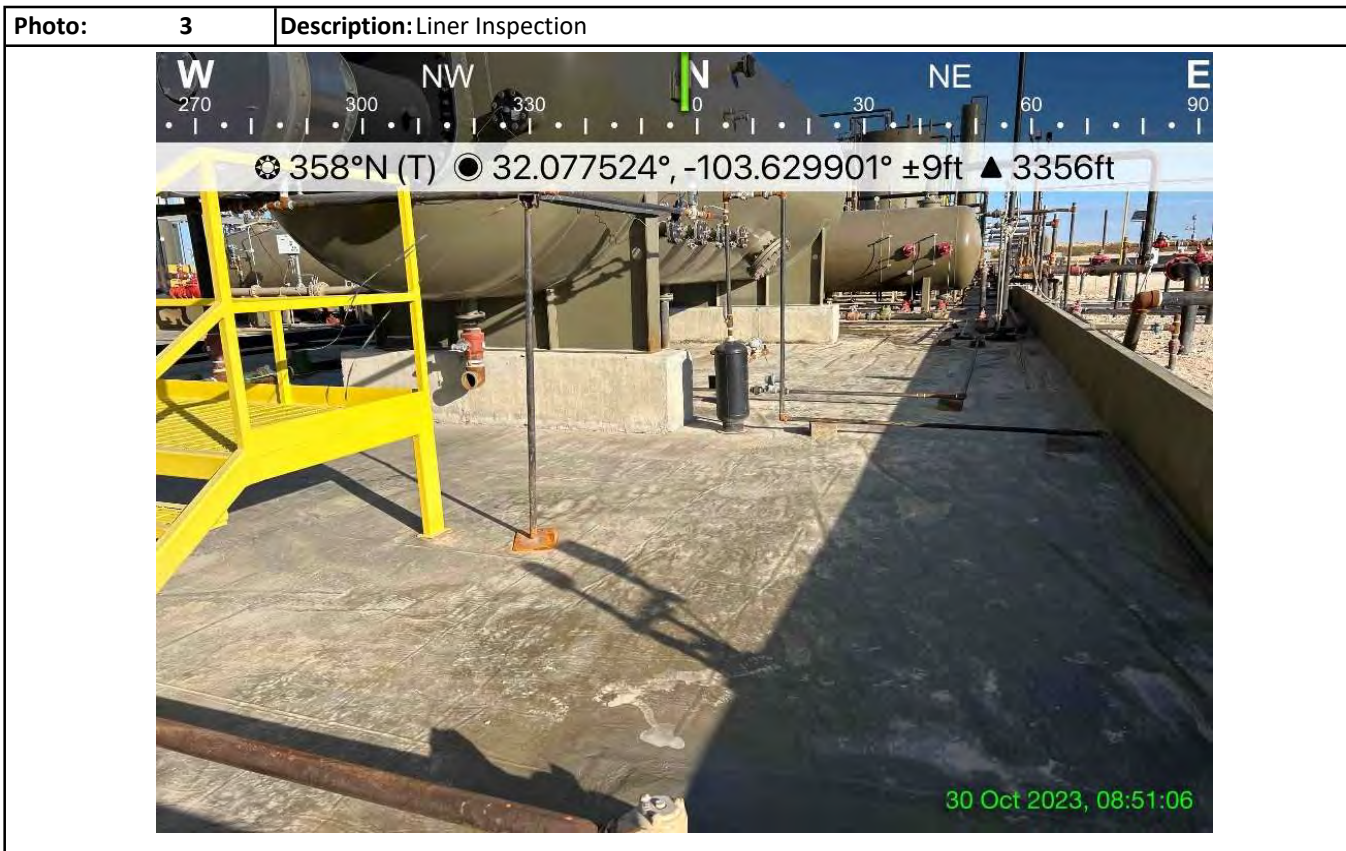 Photo: 3 Description: Liner Inspection
W NW N NE E
270 300 330 0 30 60 90
358°N (T) 32.077524°, -103.629901° ±9ft ▲ 3356ft
30 Oct 2023, 08:51:06